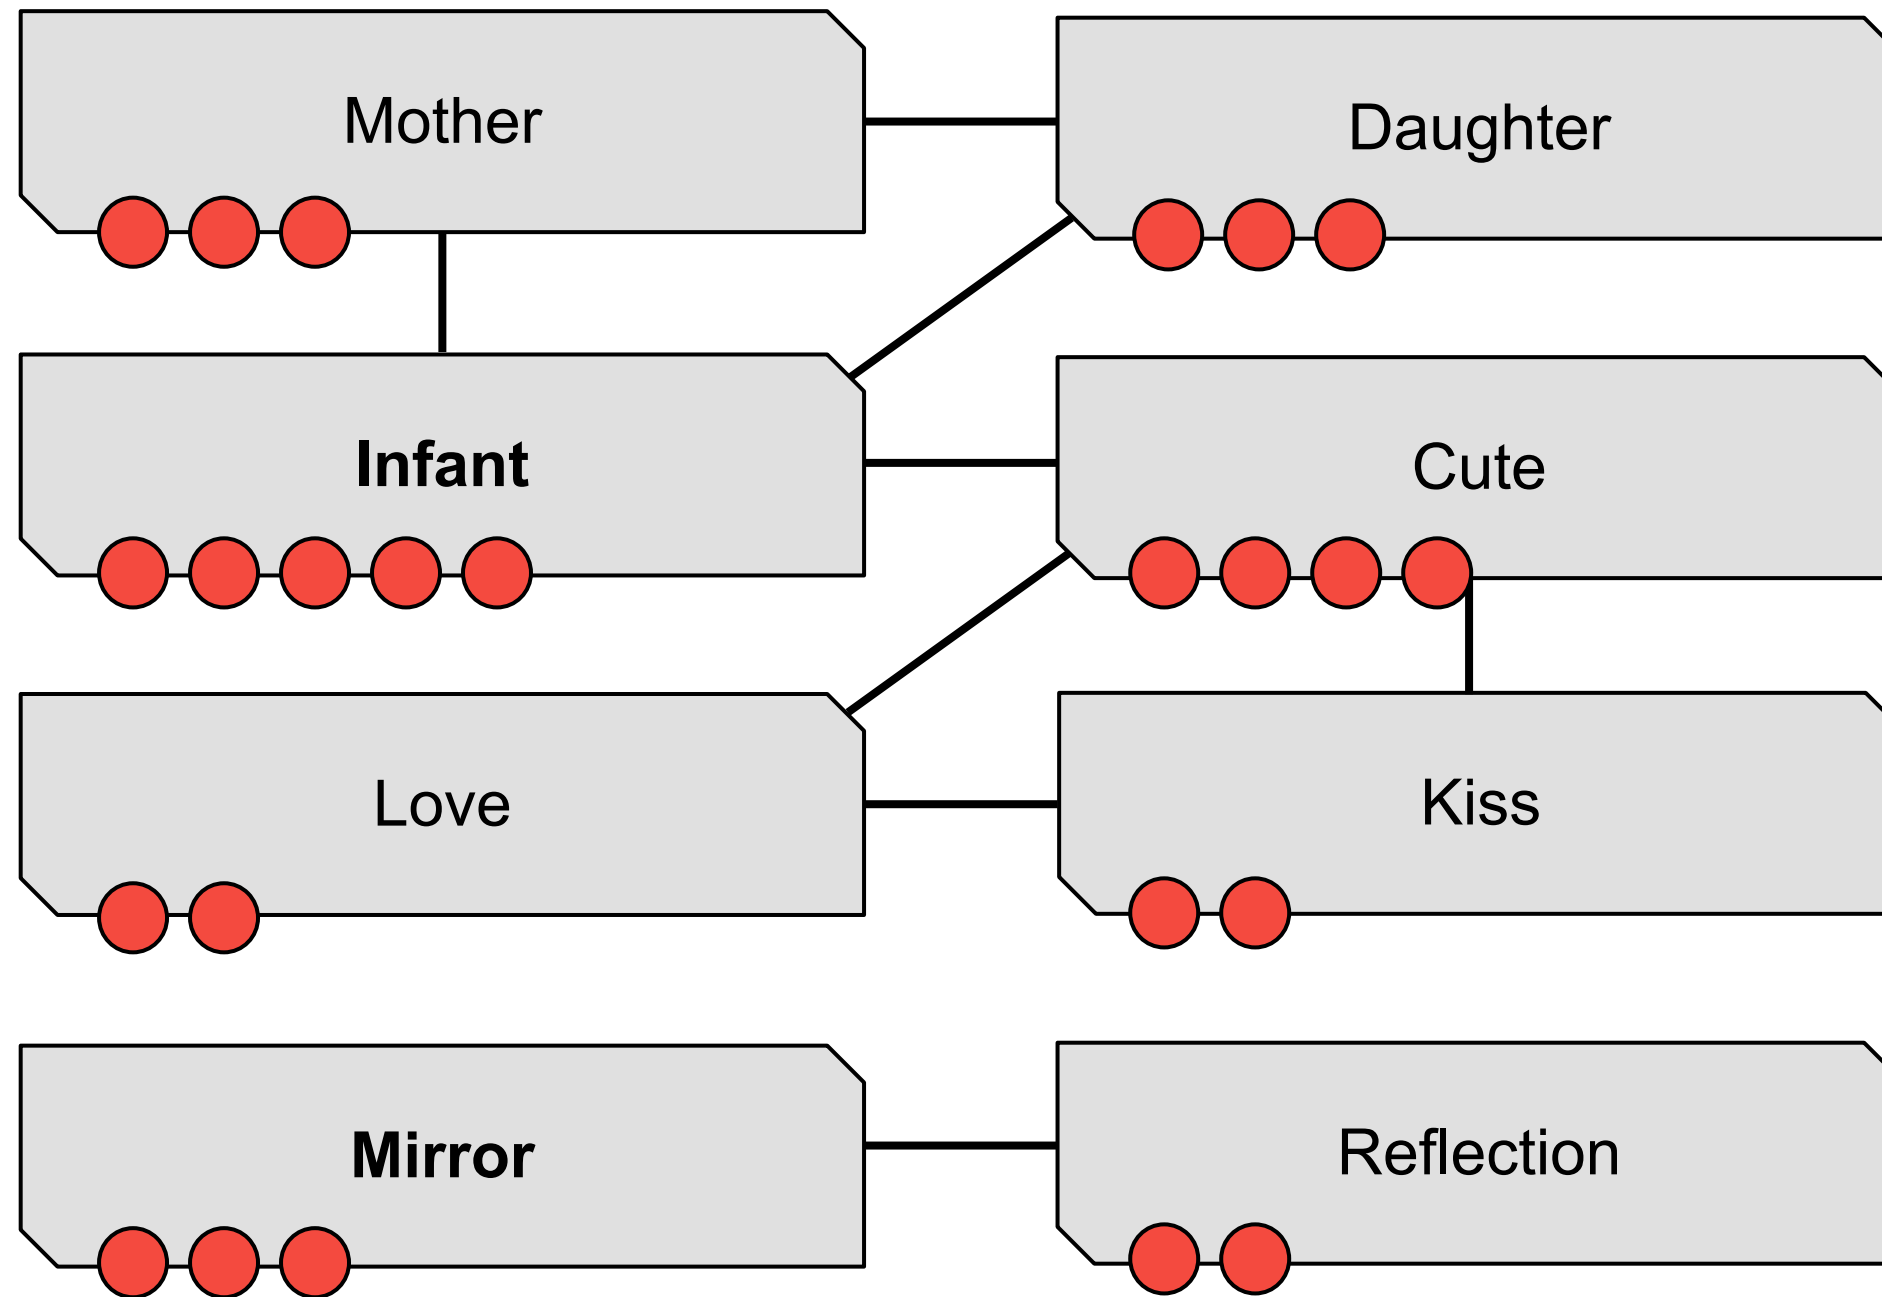 Mother
Daughter
Infant
Cute
Love
Kiss
Mirror
Reflection